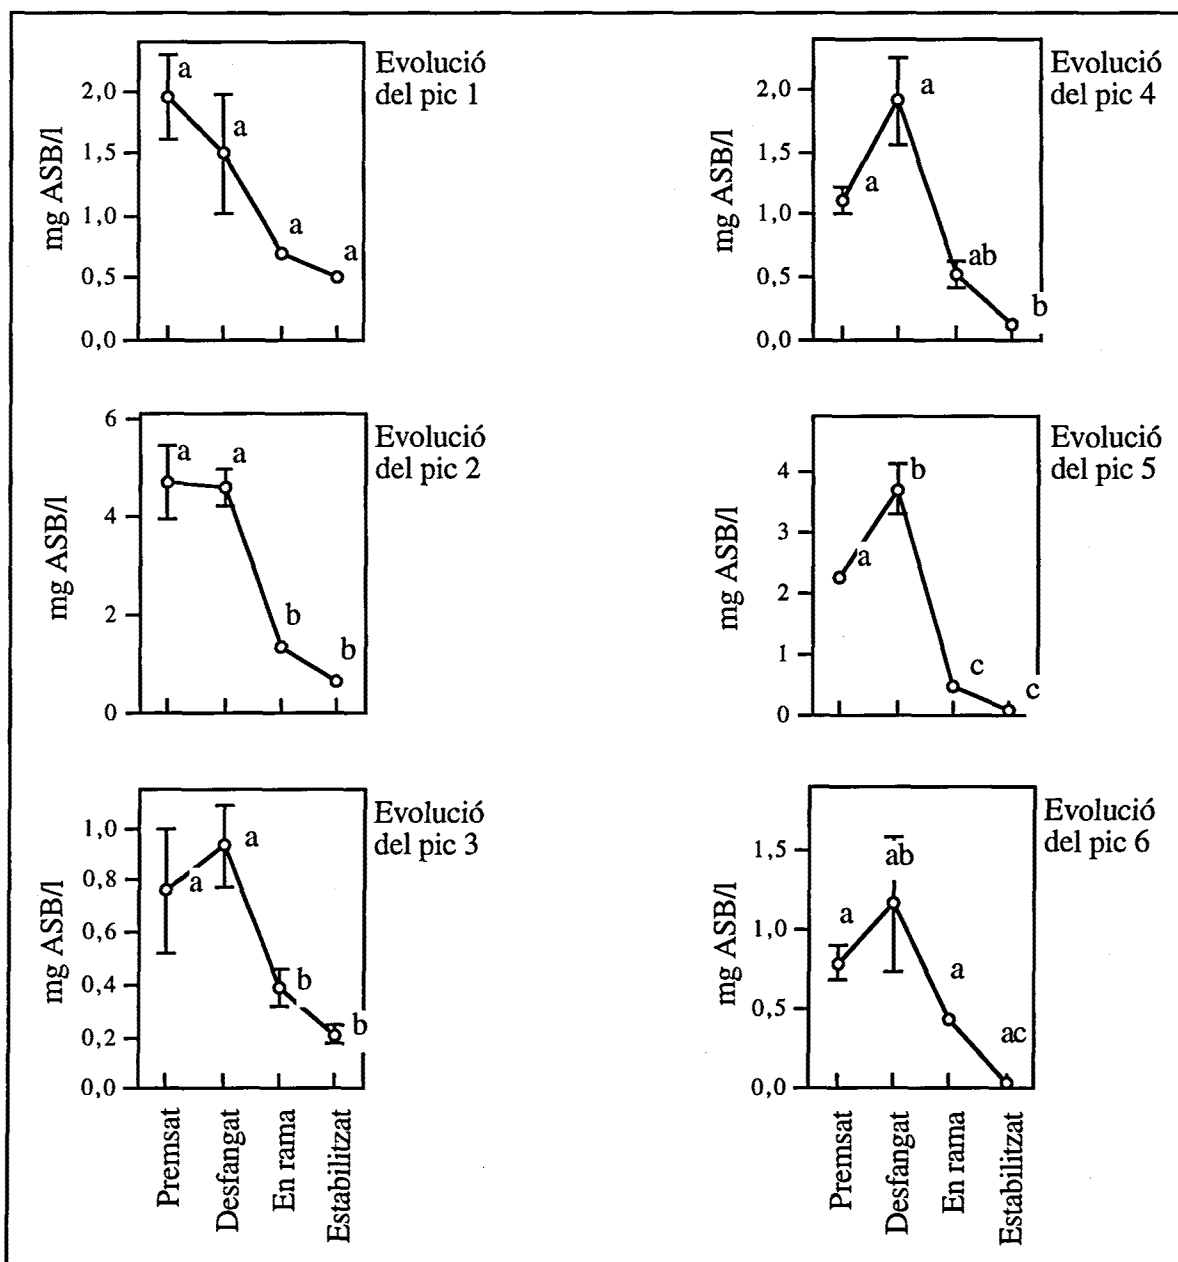 Evolució
del pic 1
mg ASB/l
2,0
1,5
1,0
0,5
0,0
a
a
a
a
Evolució
del pic 2
mg ASB/l
6
4
2
0
a
a
b
b
Evolució
del pic 3
mg ASB/l
1,0
0,8
0,6
0,4
0,2
0,0
a
a
b
b
Premsat
Desfangat
En rama
Estabilitzat
Evolució
del pic 4
mg ASB/l
2,0
1,5
1,0
0,5
0,0
a
a
ab
b
Evolució
del pic 5
mg ASB/l
4
3
2
1
0
a
b
c
c
Evolució
del pic 6
mg ASB/l
1,5
1,0
0,5
0,0
a
ab
a
ac
Premsat
Desfangat
En rama
Estabilitzat